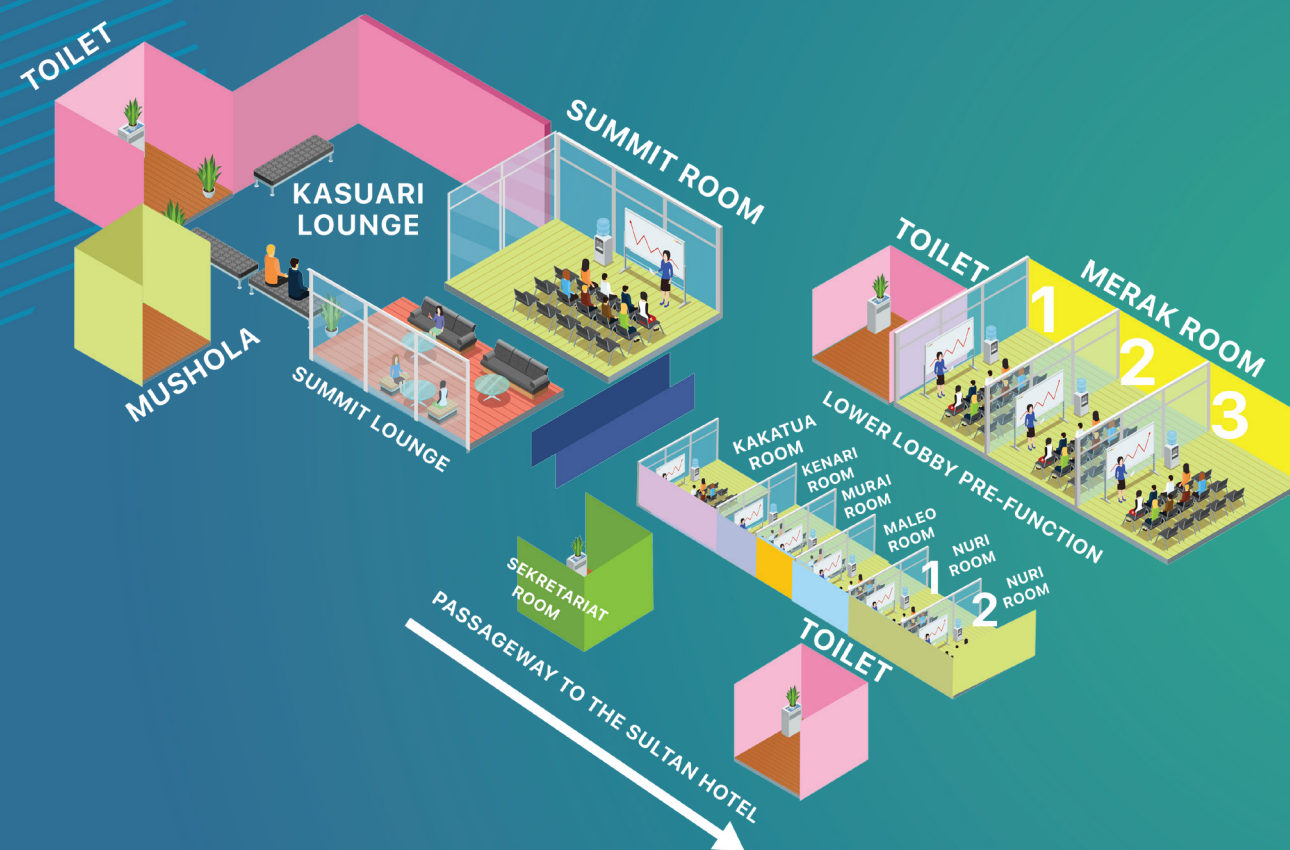 TOILET
KASUARI
LOUNGE
SUMMIT ROOM
MUSHOLA
SUMMIT LOUNGE
TOILET
MERAK ROOM
1
2
3
LOWER LOBBY PRE-FUNCTION
KAKATUA
ROOM
KENARI
ROOM
MURAI
ROOM
MALEO
ROOM
1
NURI
ROOM
2
NURI
ROOM
SEKRETARIAT
ROOM
TOILET
PASSAGEWAY TO THE SULTAN HOTEL